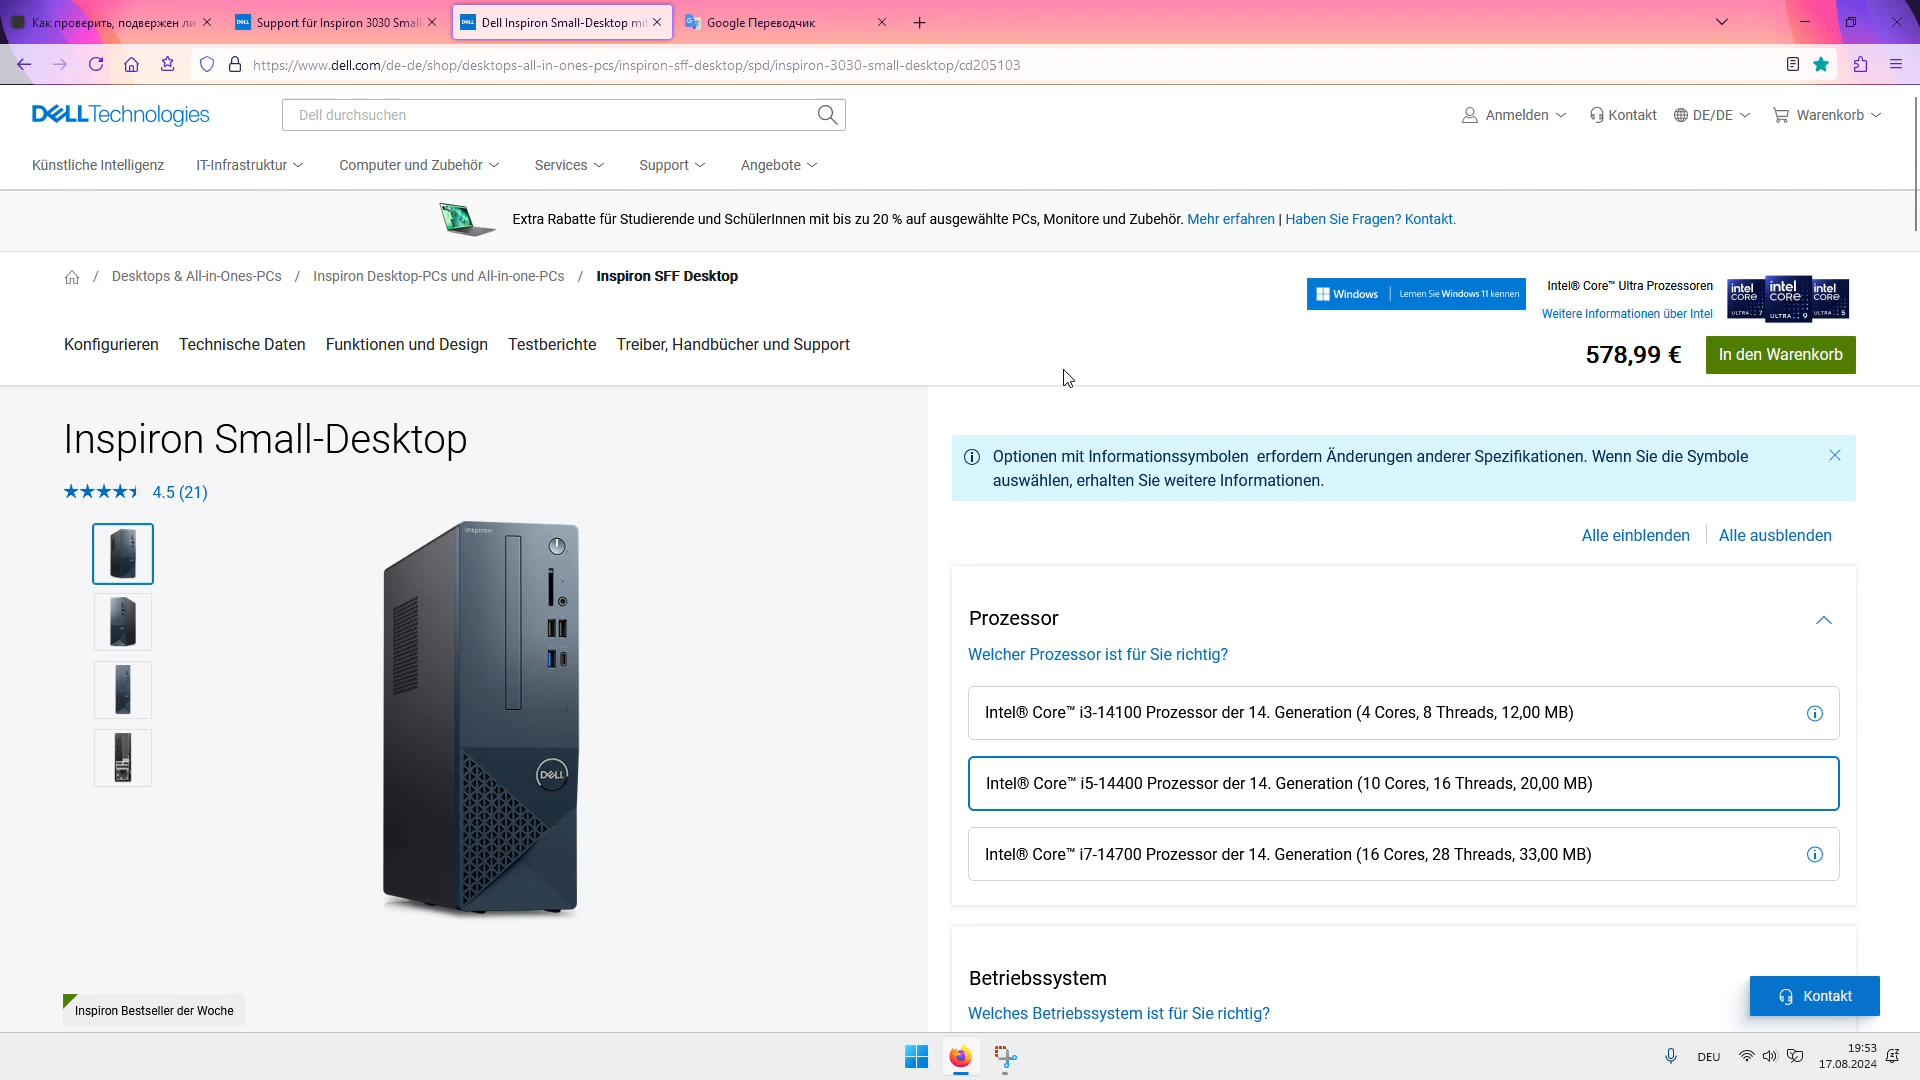 Как проверить, подвержен ли
Support für Inspiron 3030 Small
Dell Inspiron Small-Desktop mit
Google Переводчик
https://www.dell.com/de-de/shop/desktops-all-in-ones-pcs/inspiron-sff-desktop/spd/inspiron-3030-small-desktop/cd205103
DELLTechnologies
Dell durchsuchen
Anmelden
Kontakt
DE/DE
Warenkorb
Künstliche Intelligenz
IT-Infrastruktur
Computer und Zubehör
Services
Support
Angebote
Extra Rabatte für Studierende und SchülerInnen mit bis zu 20 % auf ausgewählte PCs, Monitore und Zubehör. Mehr erfahren | Haben Sie Fragen? Kontakt.
/ Desktops & All-in-Ones-PCs / Inspiron Desktop-PCs und All-in-one-PCs / Inspiron SFF Desktop
Windows | Lernen Sie Windows 11 kennen
Intel® Core™ Ultra Prozessoren
Weitere Informationen über Intel
intel CORE ULTRA 7
intel CORE ULTRA 9
intel CORE ULTRA 5
Konfigurieren
Technische Daten
Funktionen und Design
Testberichte
Treiber, Handbücher und Support
578,99 €
In den Warenkorb
Inspiron Small-Desktop
4.5 (21)
inspiron
DELL
Inspiron Bestseller der Woche
Optionen mit Informationssymbolen erfordern Änderungen anderer Spezifikationen. Wenn Sie die Symbole
auswählen, erhalten Sie weitere Informationen.
Alle einblenden
Alle ausblenden
Prozessor
Welcher Prozessor ist für Sie richtig?
Intel® Core™ i3-14100 Prozessor der 14. Generation (4 Cores, 8 Threads, 12,00 MB)
Intel® Core™ i5-14400 Prozessor der 14. Generation (10 Cores, 16 Threads, 20,00 MB)
Intel® Core™ i7-14700 Prozessor der 14. Generation (16 Cores, 28 Threads, 33,00 MB)
Betriebssystem
Welches Betriebssystem ist für Sie richtig?
Kontakt
DEU
19:53
17.08.2024